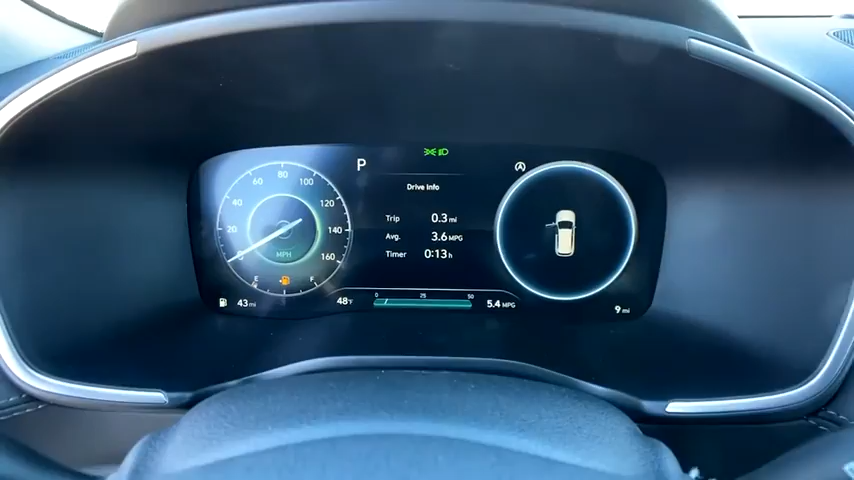 P
Drive Info
Trip 0.3 mi
Avg. 3.6 MPG
Timer 0:13 h
20 40 60 80 100 120 140 160
MPH
E F
43 mi
48°F
0 25 50
5.4 MPG
A
9 mi